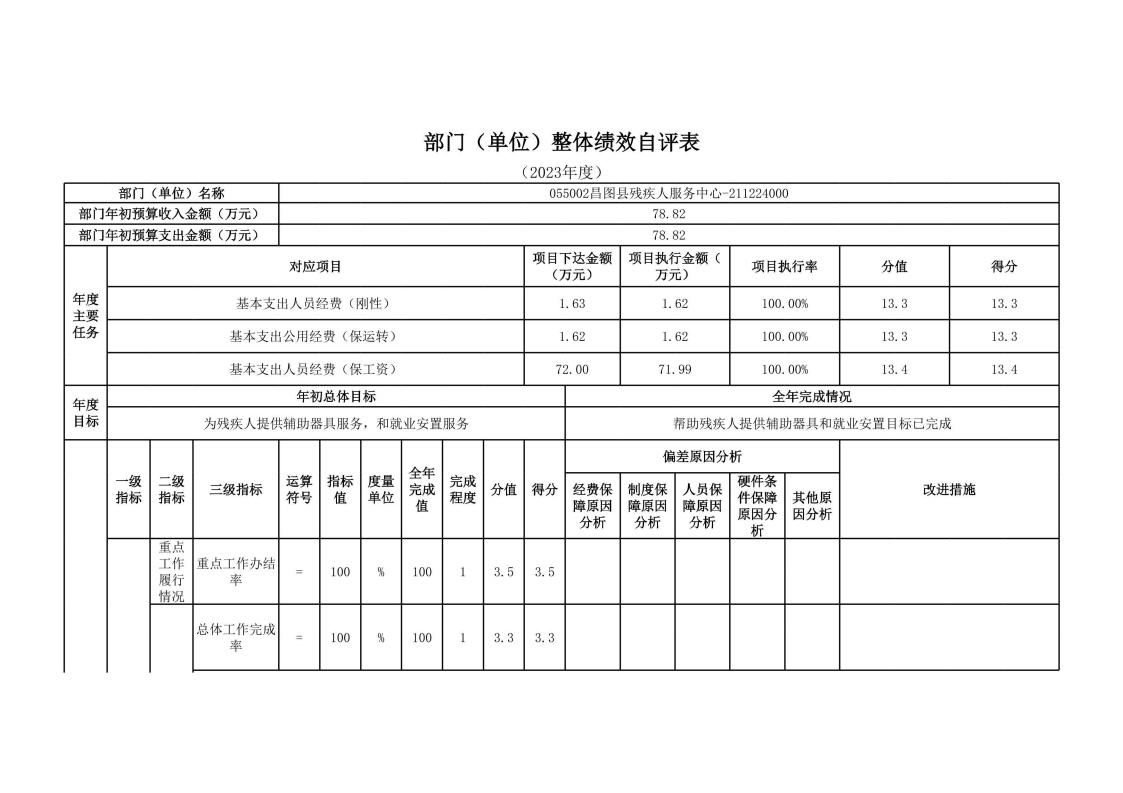 部门（单位）整体绩效自评表
（2023年度）
部门（单位）名称 055002昌图县残疾人服务中心-211224000
部门年初预算收入金额（万元） 78.82
部门年初预算支出金额（万元） 78.82
年度主要任务 对应项目 项目下达金额（万元） 项目执行金额（万元） 项目执行率 分值 得分
基本支出人员经费（刚性） 1.63 1.62 100.00% 13.3 13.3
基本支出公用经费（保运转） 1.62 1.62 100.00% 13.3 13.3
基本支出人员经费（保工资） 72.00 71.99 100.00% 13.4 13.4
年度目标 年初总体目标 全年完成情况
为残疾人提供辅助器具服务，和就业安置服务 帮助残疾人提供辅助器具和就业安置目标已完成
一级指标 二级指标 三级指标 运算符号 指标值 度量单位 全年完成值 完成程度 分值 得分 偏差原因分析 改进措施
经费保障原因分析 制度保障原因分析 人员保障原因分析 硬件条件保障原因分析 其他原因分析
重点工作履行情况 重点工作办结率 = 100 % 100 1 3.5 3.5
总体工作完成率 = 100 % 100 1 3.3 3.3